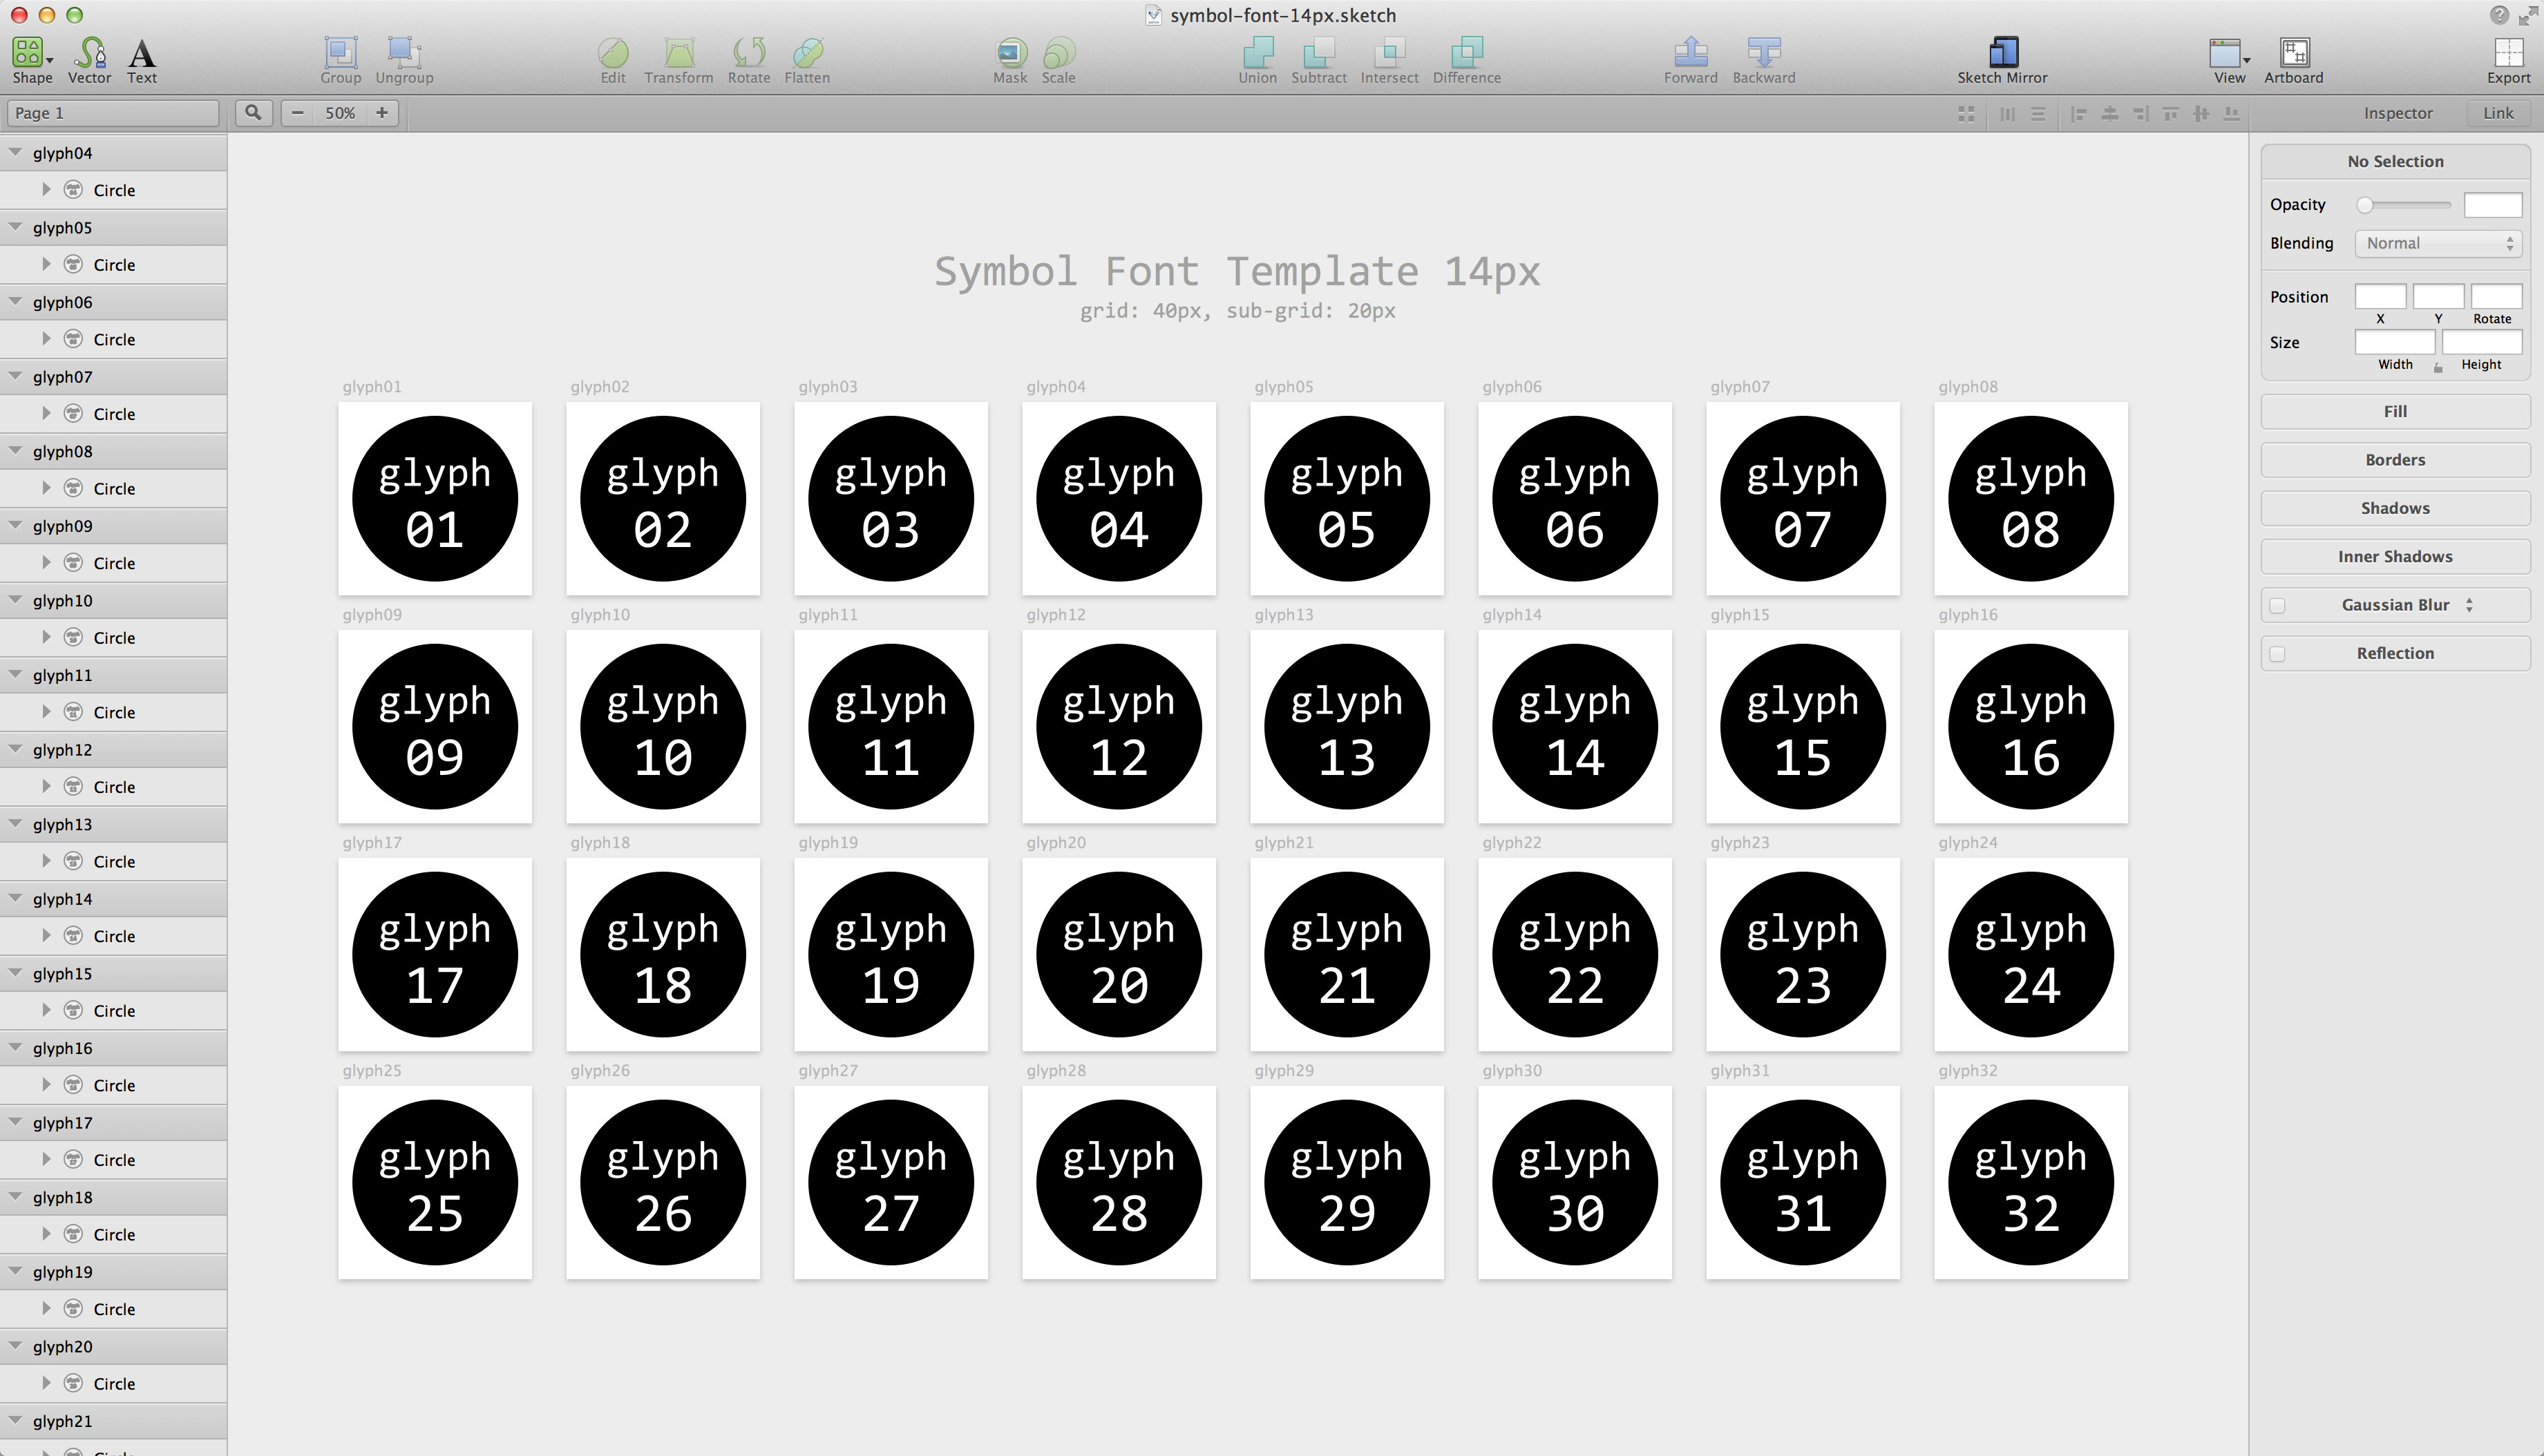 symbol-font-14px.sketch
Shape Vector Text Group Ungroup Edit Transform Rotate Flatten Mask Scale Union Subtract Intersect Difference Forward Backward Sketch Mirror View Artboard Export
Page 1 50% Inspector Link
glyph04
Circle
glyph05
Circle
glyph06
Circle
glyph07
Circle
glyph08
Circle
glyph09
Circle
glyph10
Circle
glyph11
Circle
glyph12
Circle
glyph13
Circle
glyph14
Circle
glyph15
Circle
glyph16
Circle
glyph17
Circle
glyph18
Circle
glyph19
Circle
glyph20
Circle
glyph21
Symbol Font Template 14px
grid: 40px, sub-grid: 20px
glyph01 glyph02 glyph03 glyph04 glyph05 glyph06 glyph07 glyph08
glyph glyph glyph glyph glyph glyph glyph glyph
01 02 03 04 05 06 07 08
glyph09 glyph10 glyph11 glyph12 glyph13 glyph14 glyph15 glyph16
glyph glyph glyph glyph glyph glyph glyph glyph
09 10 11 12 13 14 15 16
glyph17 glyph18 glyph19 glyph20 glyph21 glyph22 glyph23 glyph24
glyph glyph glyph glyph glyph glyph glyph glyph
17 18 19 20 21 22 23 24
glyph25 glyph26 glyph27 glyph28 glyph29 glyph30 glyph31 glyph32
glyph glyph glyph glyph glyph glyph glyph glyph
25 26 27 28 29 30 31 32
No Selection
Opacity
Blending Normal
Position
X Y Rotate
Size
Width Height
Fill
Borders
Shadows
Inner Shadows
Gaussian Blur
Reflection